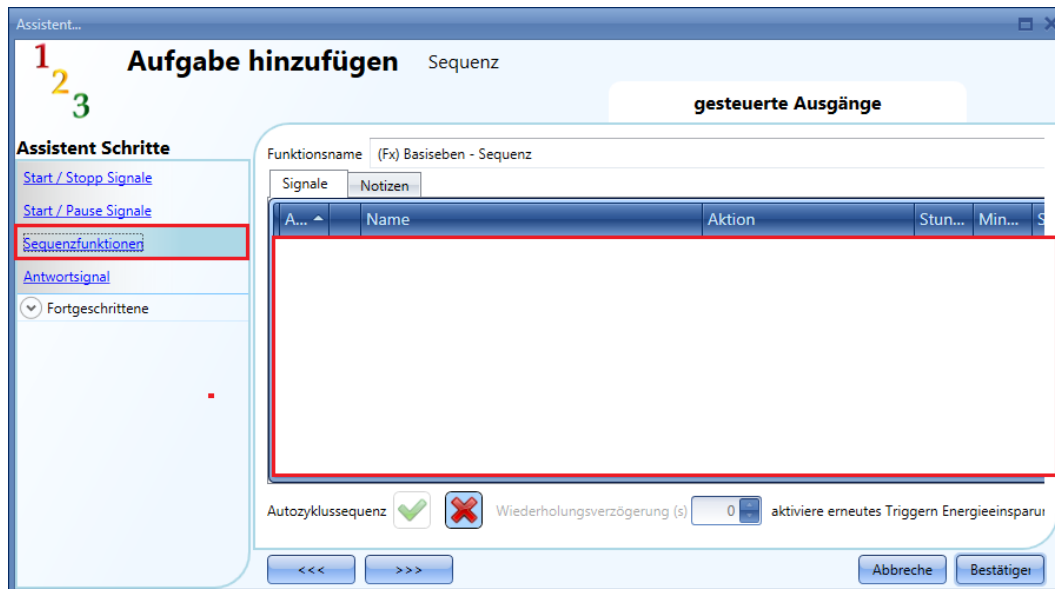 Assistent...
1 2 3
Aufgabe hinzufügen Sequenz
gesteuerte Ausgänge
Assistent Schritte
Start / Stopp Signale
Start / Pause Signale
Sequenzfunktionen
Antwortsignal
Fortgeschrittene
Funktionsname (Fx) Basiseben - Sequenz
Signale Notizen
A... Name Aktion Stun... Min... S
Autozyklussequenz Wiederholungsverzögerung (s) 0 aktiviere erneutes Triggern Energieeinsparun
<<< >>> Abbreche Bestätiger